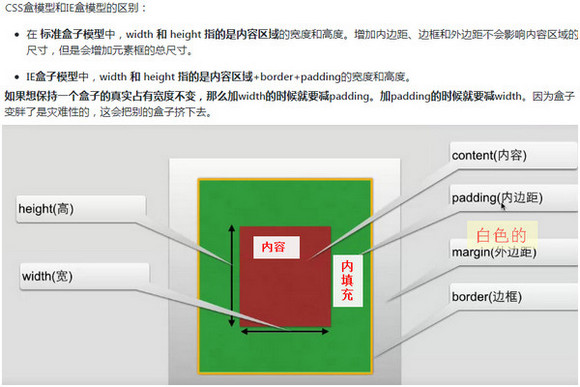 CSS盒模型和IE盒模型的区别：
在 标准盒子模型中，width 和 height 指的是内容区域的宽度和高度。增加内边距、边框和外边距不会影响内容区域的
尺寸，但是会增加元素框的总尺寸。
IE盒子模型中，width 和 height 指的是内容区域+border+padding的宽度和高度。
如果想保持一个盒子的真实占有宽度不变，那么加width的时候就要减padding。加padding的时候就要减width。因为盒子
变胖了是灾难性的，这会把别的盒子挤下去。
content(内容)
height(高)
padding(内边距)
内容
白色的
内填充
margin(外边距)
width(宽)
border(边框)